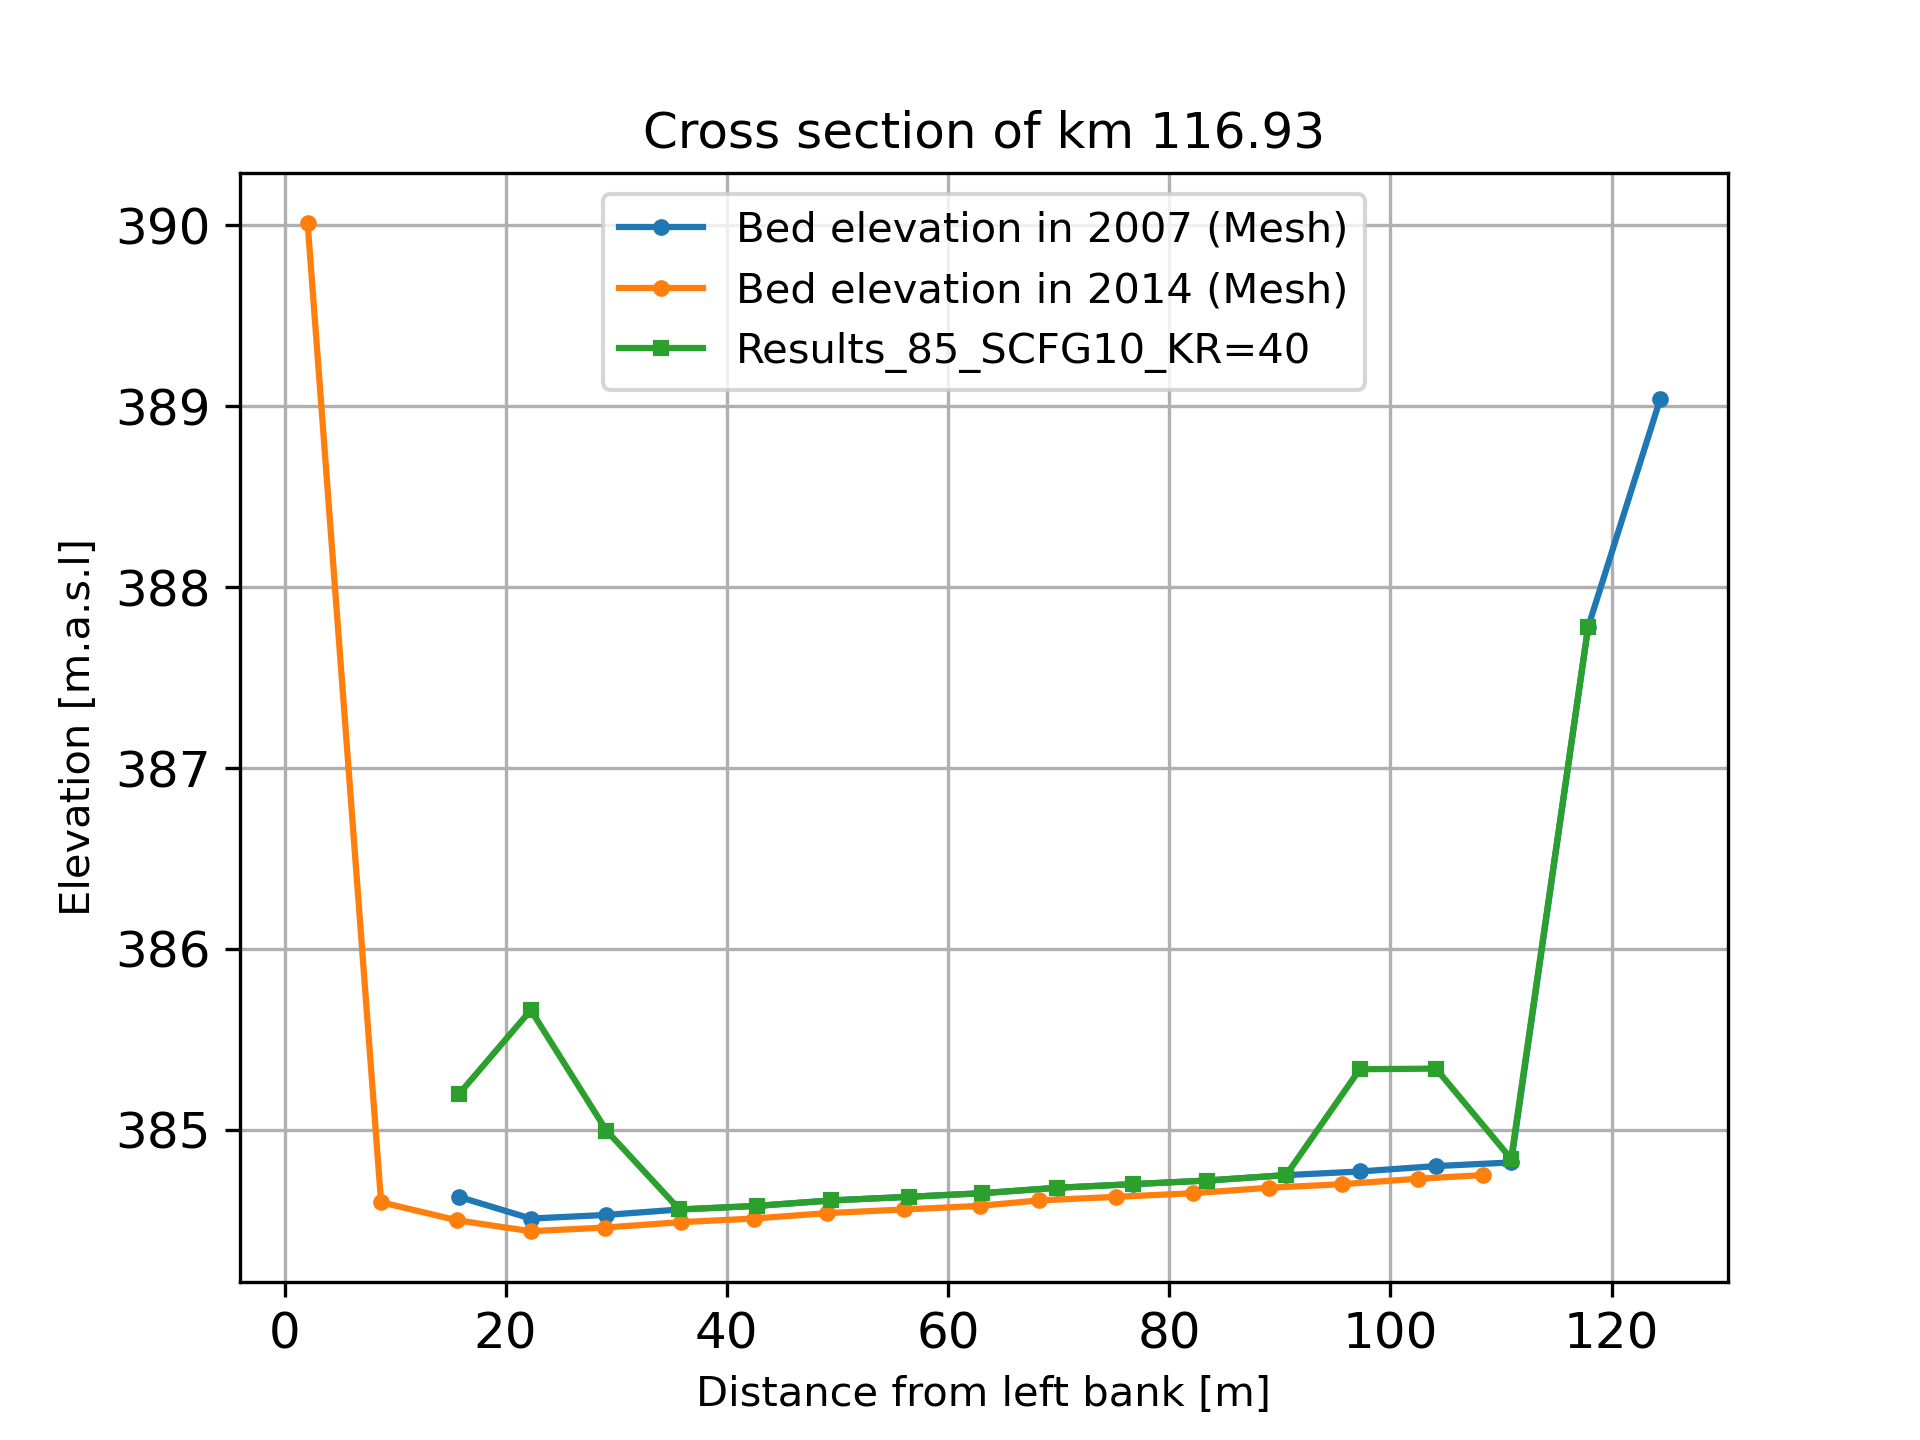 Cross section of km 116.93
Bed elevation in 2007 (Mesh)
Bed elevation in 2014 (Mesh)
Results_85_SCFG10_KR=40
390
389
388
387
386
385
Elevation [m.a.s.l]
0 20 40 60 80 100 120
Distance from left bank [m]